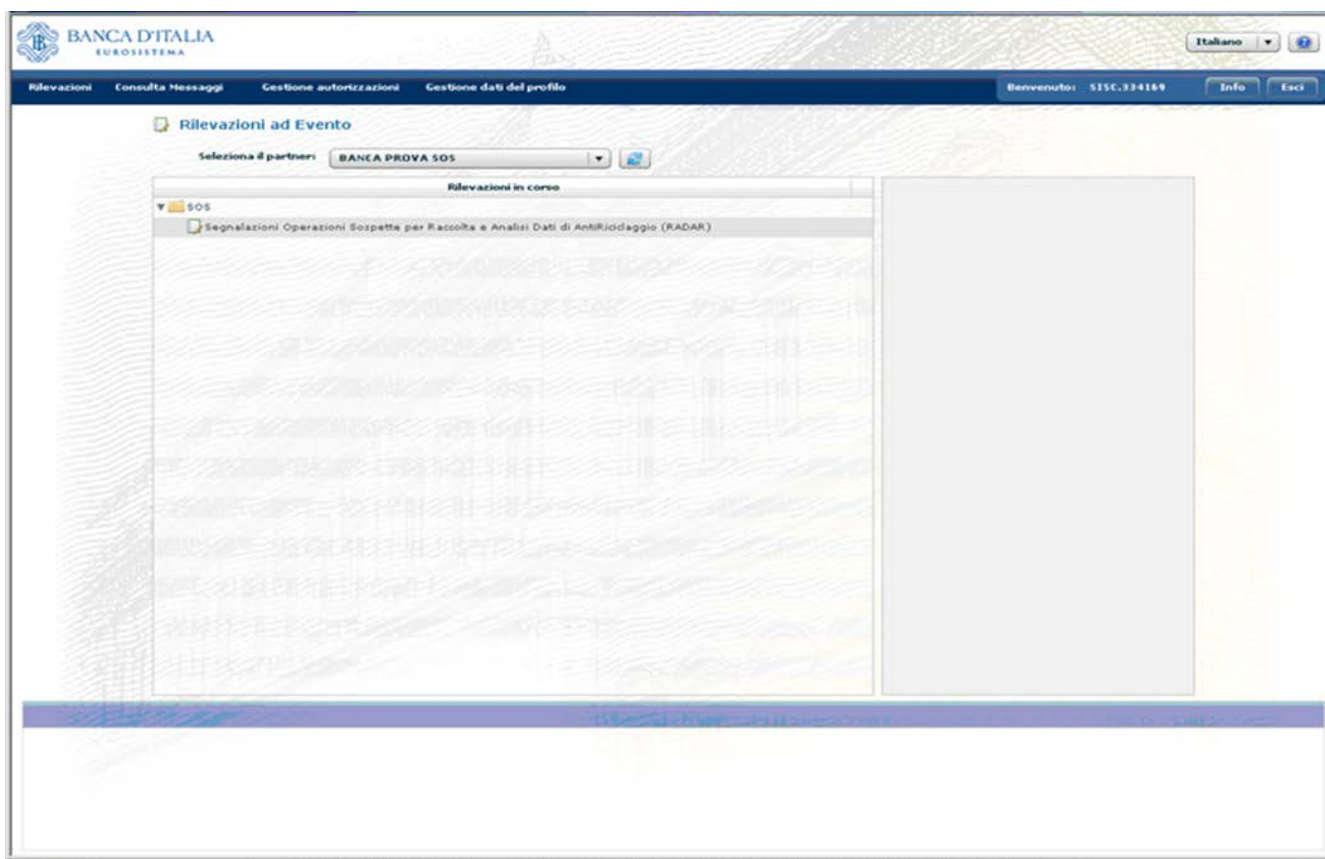 BANCA D'ITALIA
EUROSISTEMA
Italiano
Rilevazioni Consulta Messaggi Gestione autorizzazioni Gestione dati del profilo Benvenuto: SISC.334169 Info Esci
Rilevazioni ad Evento
Seleziona il partner: BANCA PROVA SOS
Rilevazioni in corso
SOS
Segnalazioni Operazioni Sospette per Raccolta e Analisi Dati di AntiRiciclaggio (RADAR)